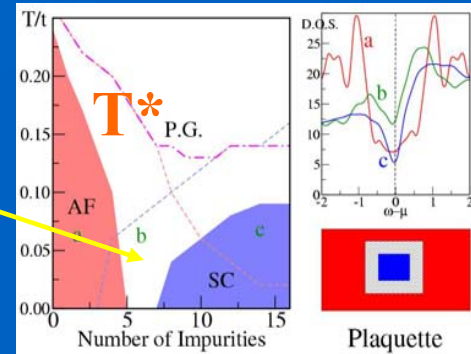 T/t
0.20
0.15
0.10
0.05
0.00
T*
P.G.
AF
a
b
c
SC
0
5
10
15
Number of Impurities
D.O.S.
25
20
15
10
5
0
a
b
c
-2
-1
0
1
2
ω-μ
Plaquette